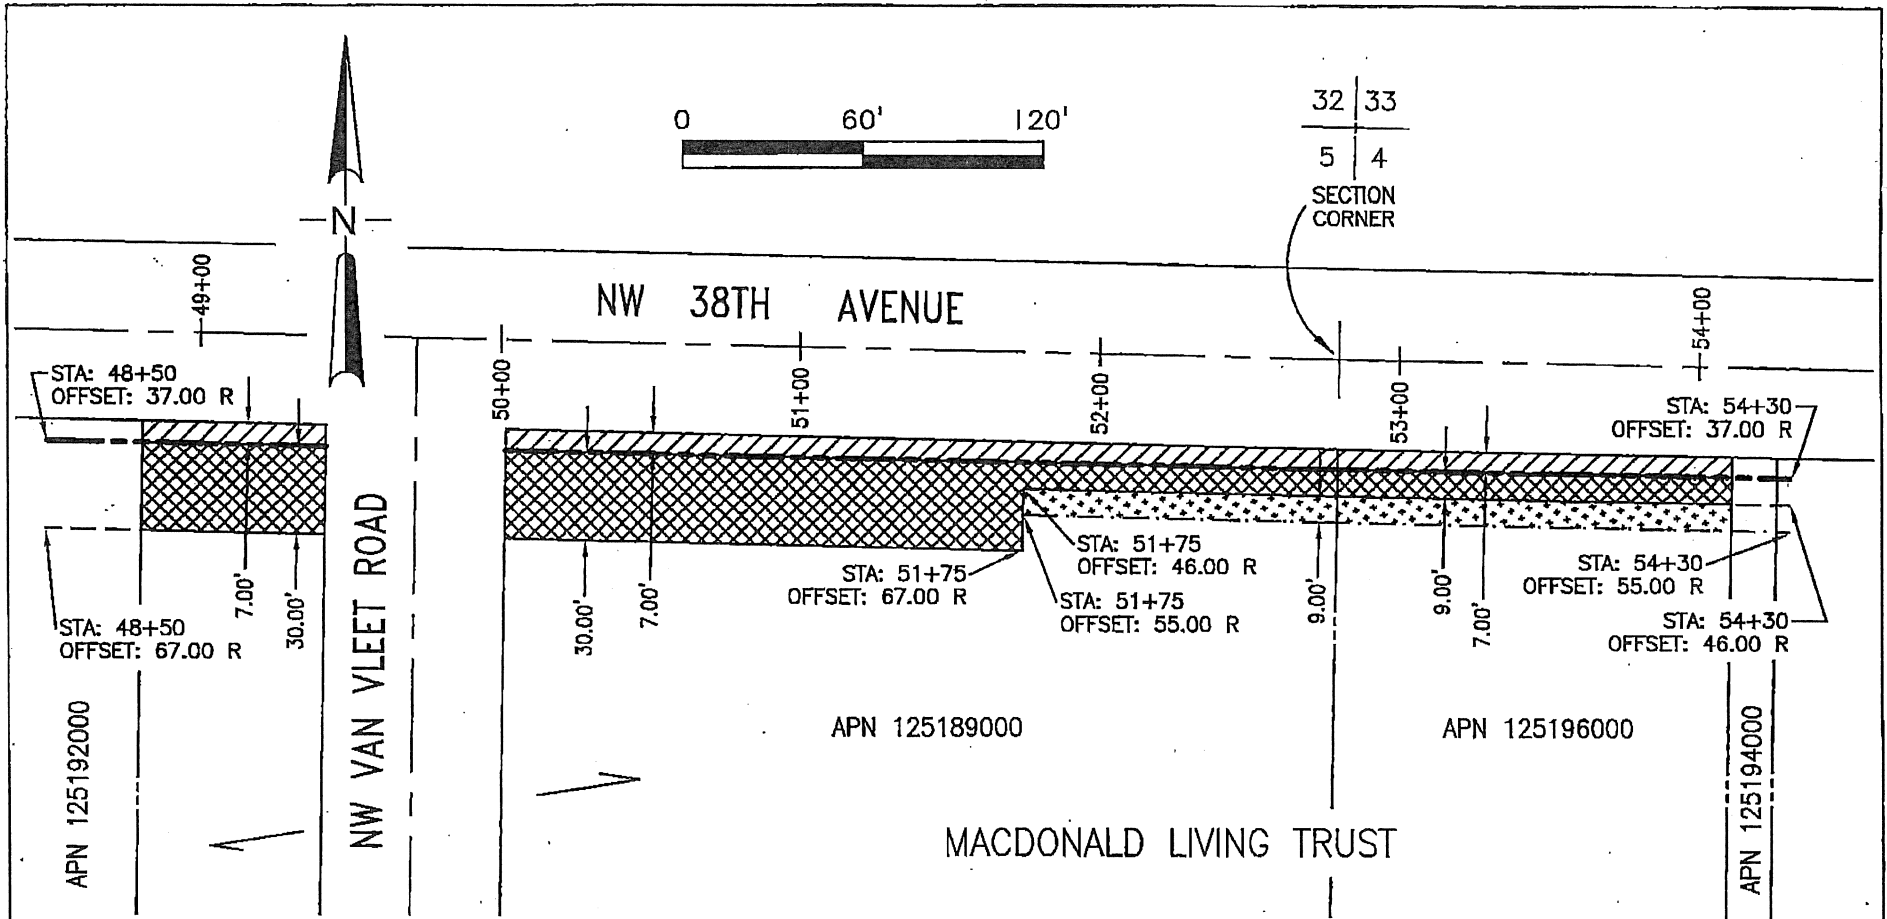 0 60' 120'
32 33
5 4
SECTION
CORNER
N
NW 38TH AVENUE
49+00
50+00
51+00
52+00
53+00
54+00
STA: 48+50
OFFSET: 37.00 R
STA: 54+30
OFFSET: 37.00 R
STA: 51+75
OFFSET: 46.00 R
STA: 51+75
OFFSET: 67.00 R
STA: 51+75
OFFSET: 55.00 R
STA: 54+30
OFFSET: 55.00 R
STA: 54+30
OFFSET: 46.00 R
STA: 48+50
OFFSET: 67.00 R
7.00'
30.00'
30.00'
7.00'
9.00'
9.00'
7.00'
NW VAN VLEET ROAD
APN 125192000
APN 125189000
APN 125196000
APN 125194000
MACDONALD LIVING TRUST